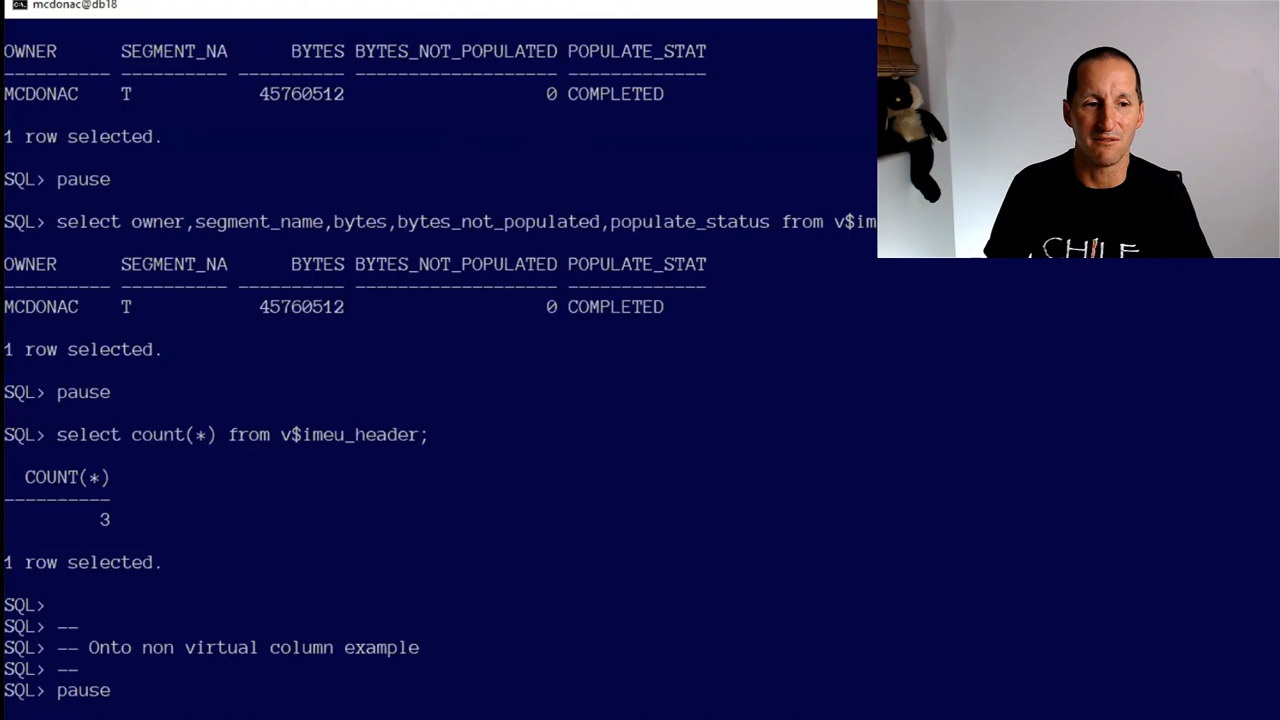 mcdonac@db18
OWNER SEGMENT_NA BYTES BYTES_NOT_POPULATED POPULATE_STAT
---------- ---------- ---------- ------------------- -------------
MCDONAC T 45760512 0 COMPLETED
1 row selected.
SQL> pause
SQL> select owner,segment_name,bytes,bytes_not_populated,populate_status from v$im
OWNER SEGMENT_NA BYTES BYTES_NOT_POPULATED POPULATE_STAT
---------- ---------- ---------- ------------------- -------------
MCDONAC T 45760512 0 COMPLETED
1 row selected.
SQL> pause
SQL> select count(*) from v$imeu_header;
COUNT(*)
----------
3
1 row selected.
SQL>
SQL> --
SQL> -- Onto non virtual column example
SQL> --
SQL> pause
CHILE